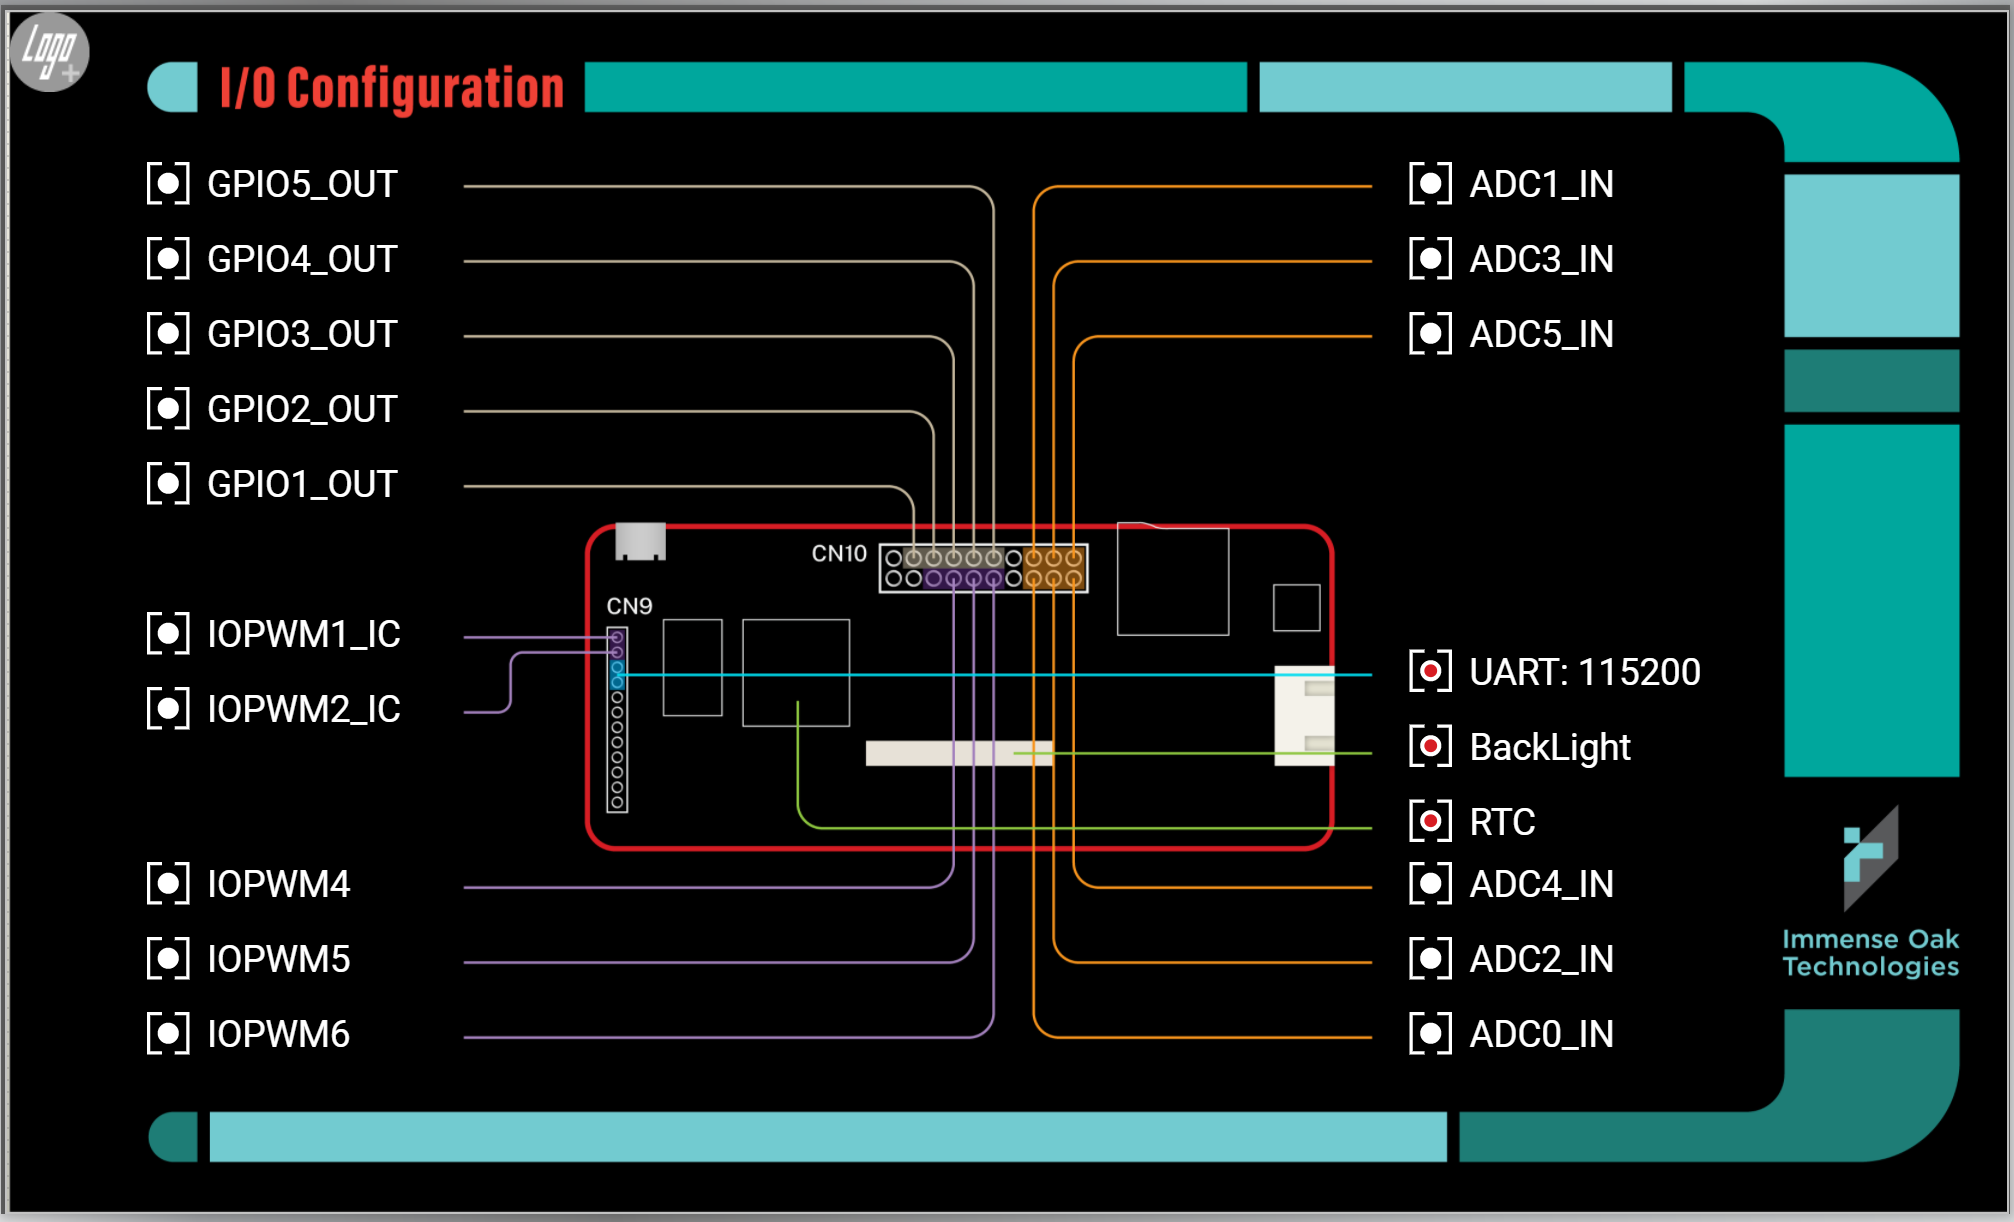 Logo
I/O Configuration
GPIO5_OUT
GPIO4_OUT
GPIO3_OUT
GPIO2_OUT
GPIO1_OUT
IOPWM1_IC
IOPWM2_IC
IOPWM4
IOPWM5
IOPWM6
CN10
CN9
ADC1_IN
ADC3_IN
ADC5_IN
UART: 115200
BackLight
RTC
ADC4_IN
ADC2_IN
ADC0_IN
Immense Oak
Technologies